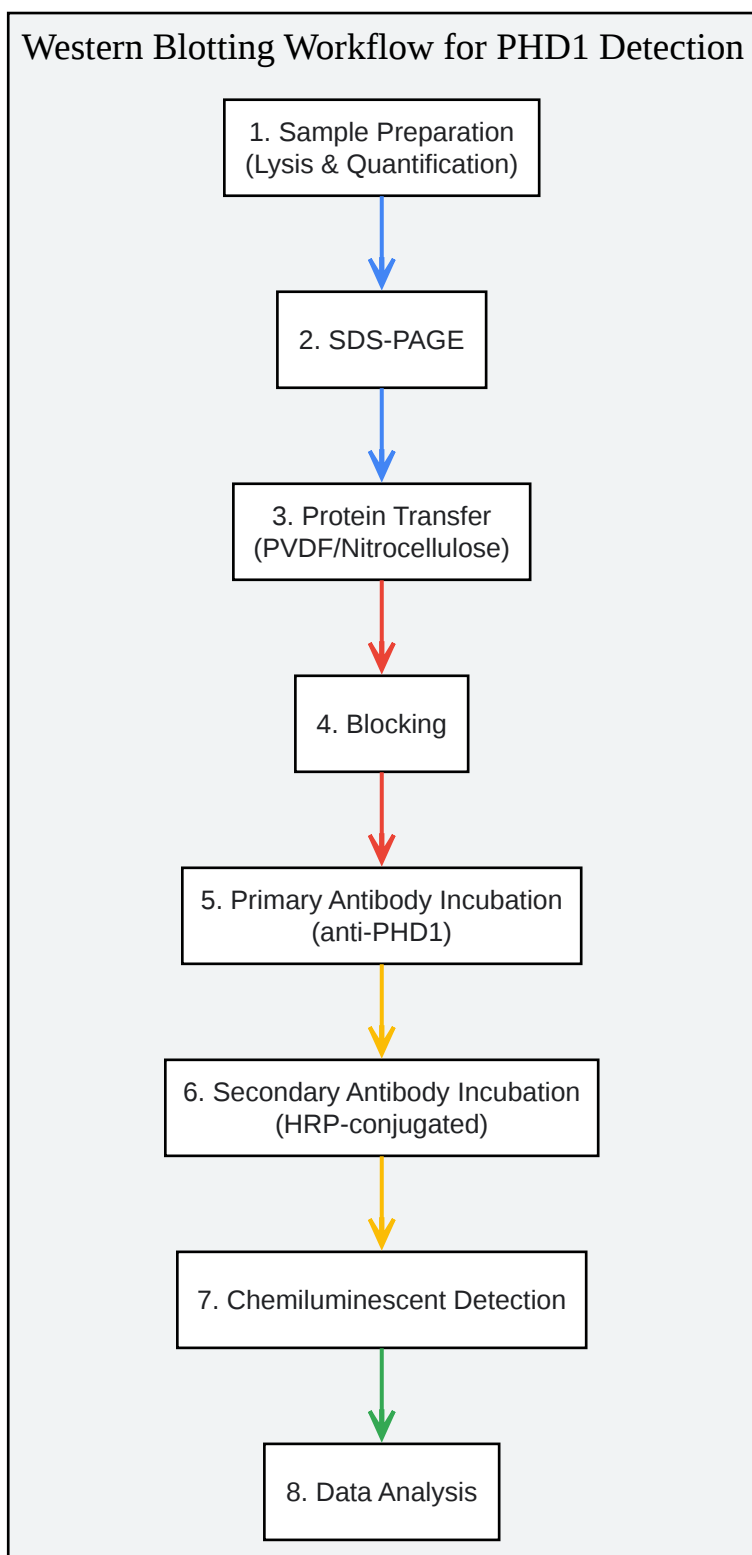 Western Blotting Workflow for PHD1 Detection
1. Sample Preparation
(Lysis & Quantification)
2. SDS-PAGE
3. Protein Transfer
(PVDF/Nitrocellulose)
4. Blocking
5. Primary Antibody Incubation
(anti-PHD1)
6. Secondary Antibody Incubation
(HRP-conjugated)
7. Chemiluminescent Detection
8. Data Analysis